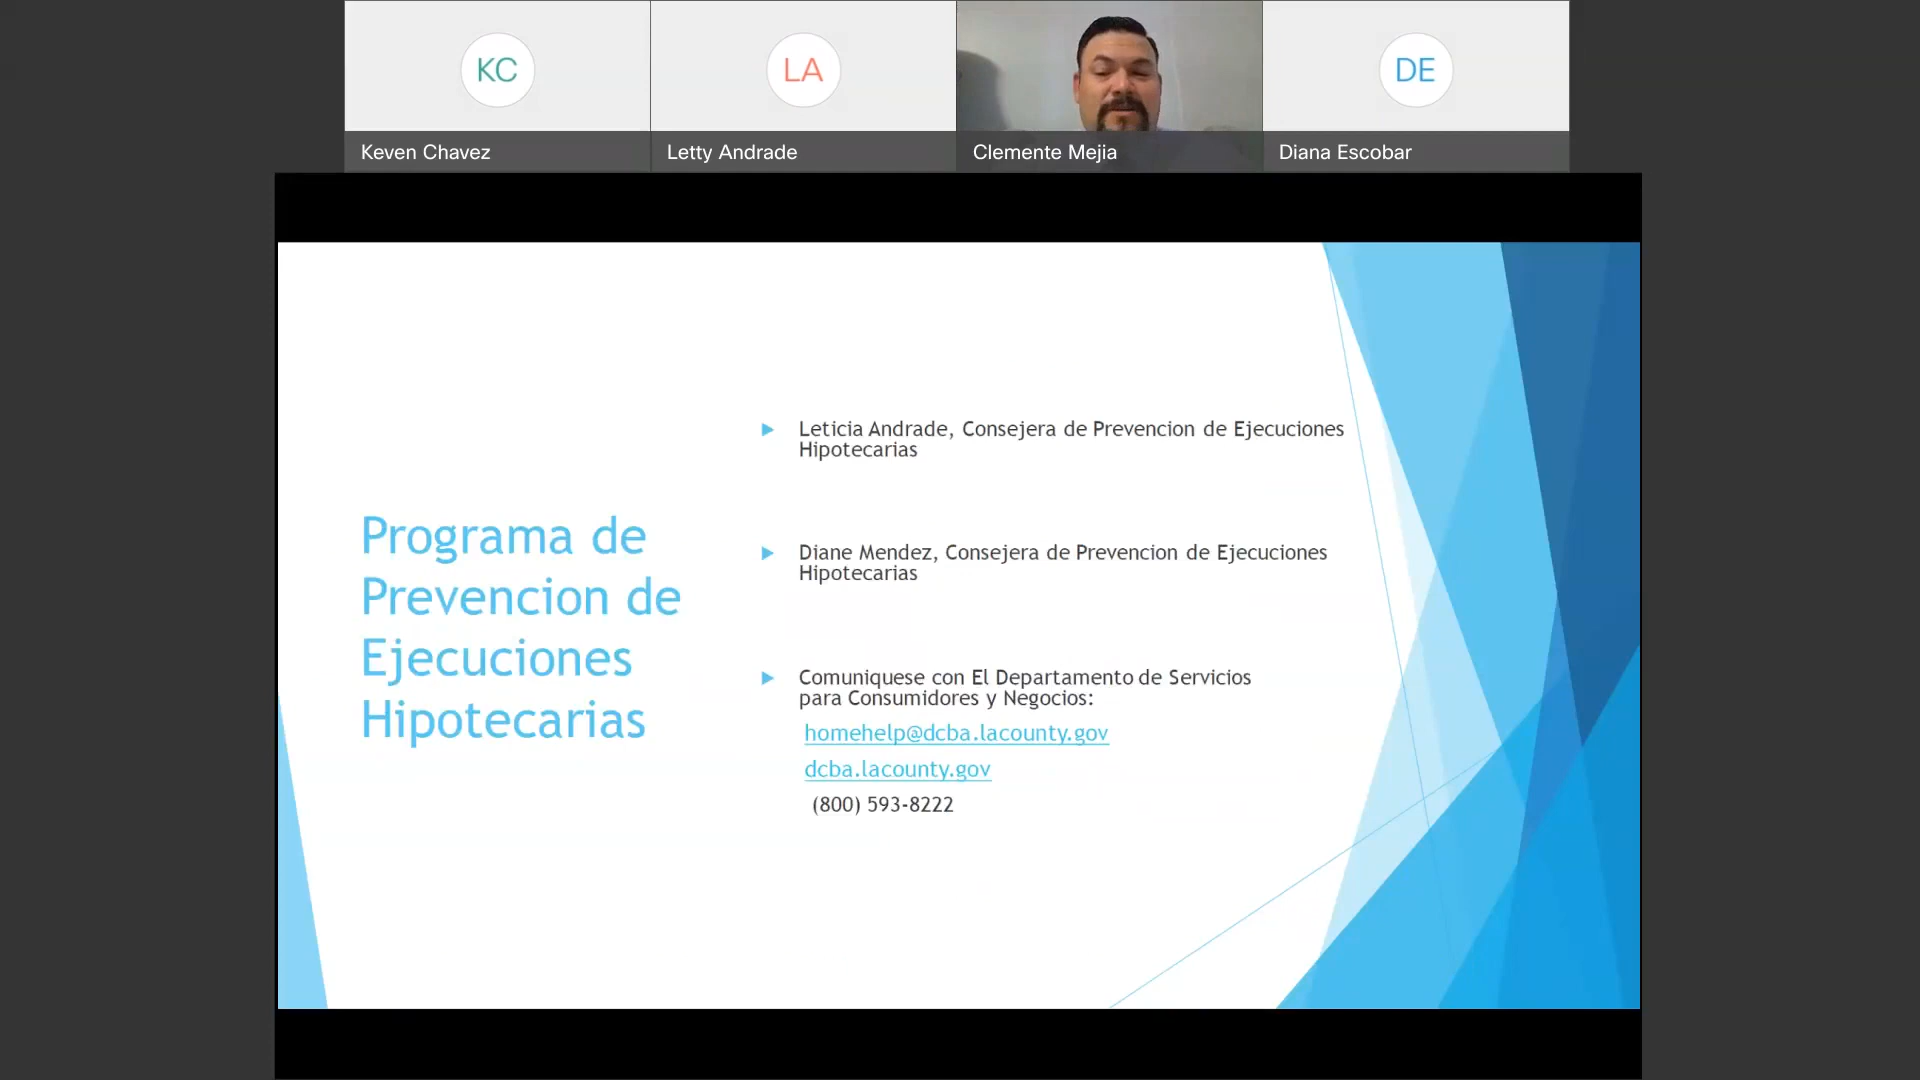 KC
LA
DE
Keven Chavez
Letty Andrade
Clemente Mejia
Diana Escobar
Programa de
Prevencion de
Ejecuciones
Hipotecarias
Leticia Andrade, Consejera de Prevencion de Ejecuciones
Hipotecarias
Diane Mendez, Consejera de Prevencion de Ejecuciones
Hipotecarias
Comuniquese con El Departamento de Servicios
para Consumidores y Negocios:
homehelp@dcba.lacounty.gov
dcba.lacounty.gov
(800) 593-8222